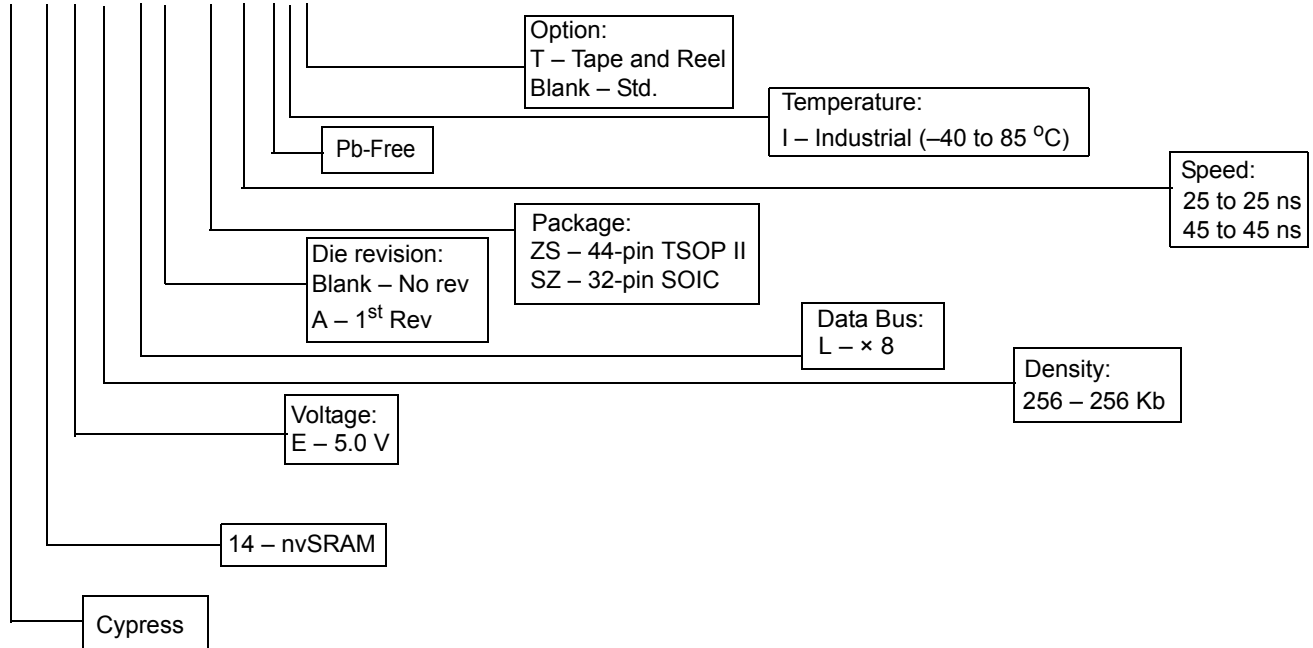 Option:
T – Tape and Reel
Blank – Std.
Temperature:
I – Industrial (–40 to 85 ºC)
Pb-Free
Speed:
25 to 25 ns
45 to 45 ns
Package:
ZS – 44-pin TSOP II
SZ – 32-pin SOIC
Die revision:
Blank – No rev
A – 1st Rev
Data Bus:
L – × 8
Density:
256 – 256 Kb
Voltage:
E – 5.0 V
14 – nvSRAM
Cypress